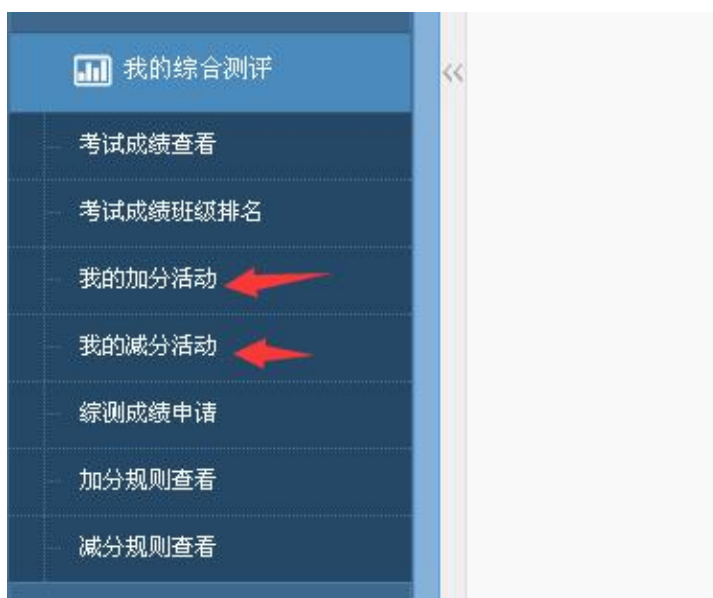 我的综合测评
考试成绩查看
考试成绩班级排名
我的加分活动
我的减分活动
综测成绩申请
加分规则查看
减分规则查看